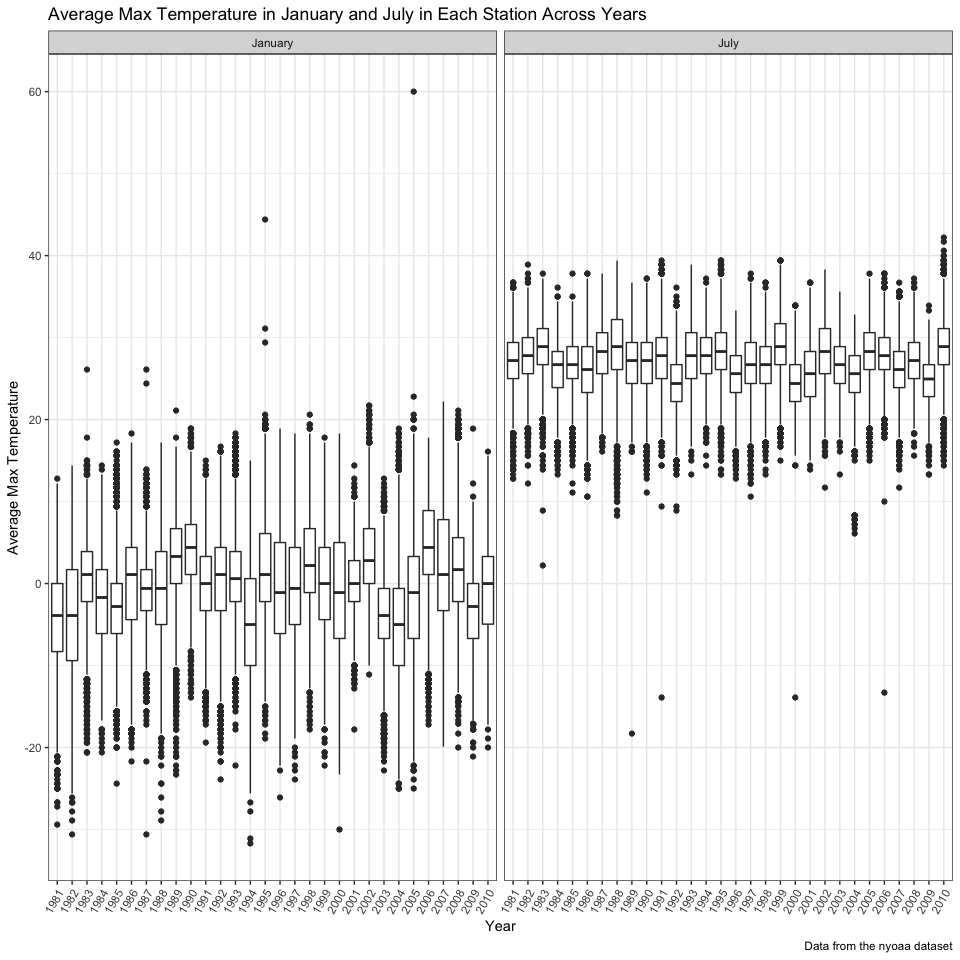 Average Max Temperature in January and July in Each Station Across Years
January
July
Average Max Temperature
60
40
20
0
-20
1981 1982 1983 1984 1985 1986 1987 1988 1989 1990 1991 1992 1993 1994 1995 1996 1997 1998 1999 2000 2001 2002 2003 2004 2005 2006 2007 2008 2009 2010
1981 1982 1983 1984 1985 1986 1987 1988 1989 1990 1991 1992 1993 1994 1995 1996 1997 1998 1999 2000 2001 2002 2003 2004 2005 2006 2007 2008 2009 2010
Year
Data from the nyoaa dataset